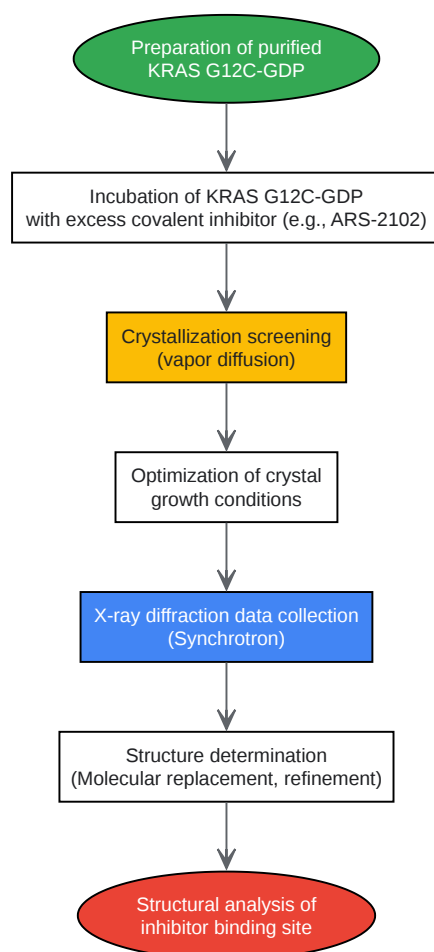 Preparation of purified
KRAS G12C-GDP
Incubation of KRAS G12C-GDP
with excess covalent inhibitor (e.g., ARS-2102)
Crystallization screening
(vapor diffusion)
Optimization of crystal
growth conditions
X-ray diffraction data collection
(Synchrotron)
Structure determination
(Molecular replacement, refinement)
Structural analysis of
inhibitor binding site